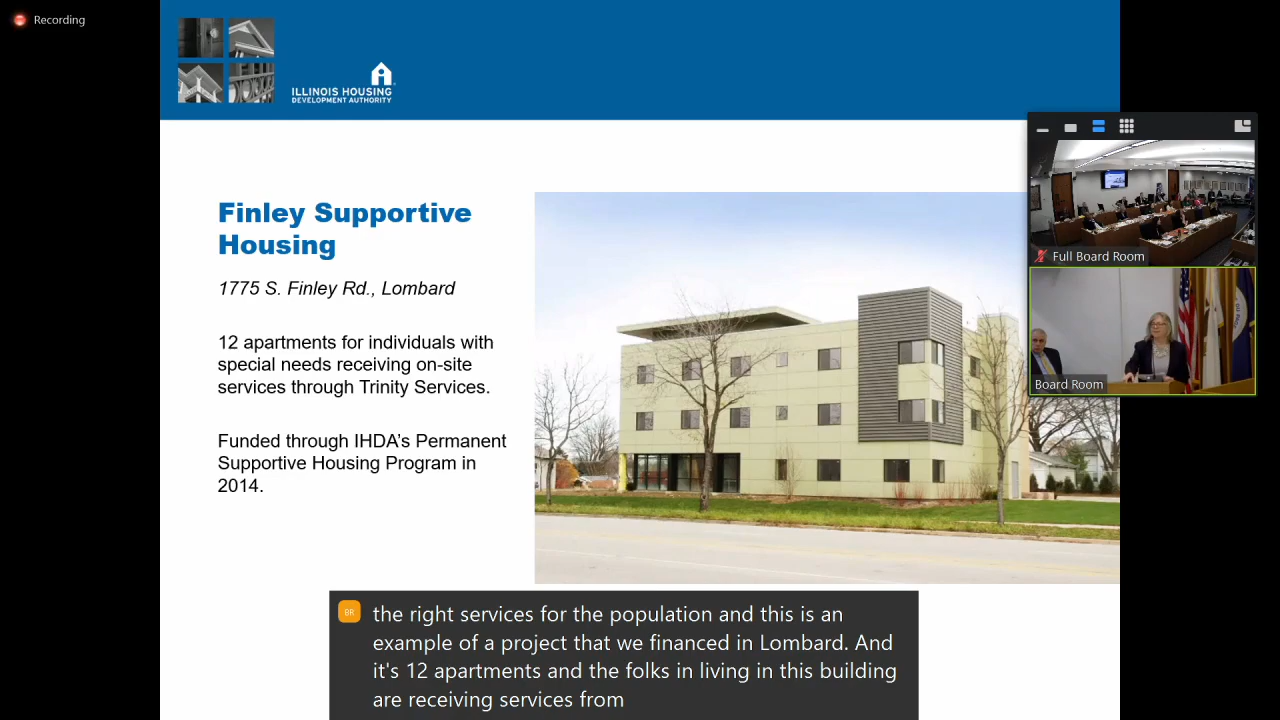 Recording
ILLINOIS HOUSING
DEVELOPMENT AUTHORITY
Finley Supportive
Housing
1775 S. Finley Rd., Lombard
12 apartments for individuals with
special needs receiving on-site
services through Trinity Services.
Funded through IHDA's Permanent
Supportive Housing Program in
2014.
Full Board Room
Board Room
BR
the right services for the population and this is an
example of a project that we financed in Lombard. And
it's 12 apartments and the folks in living in this building
are receiving services from